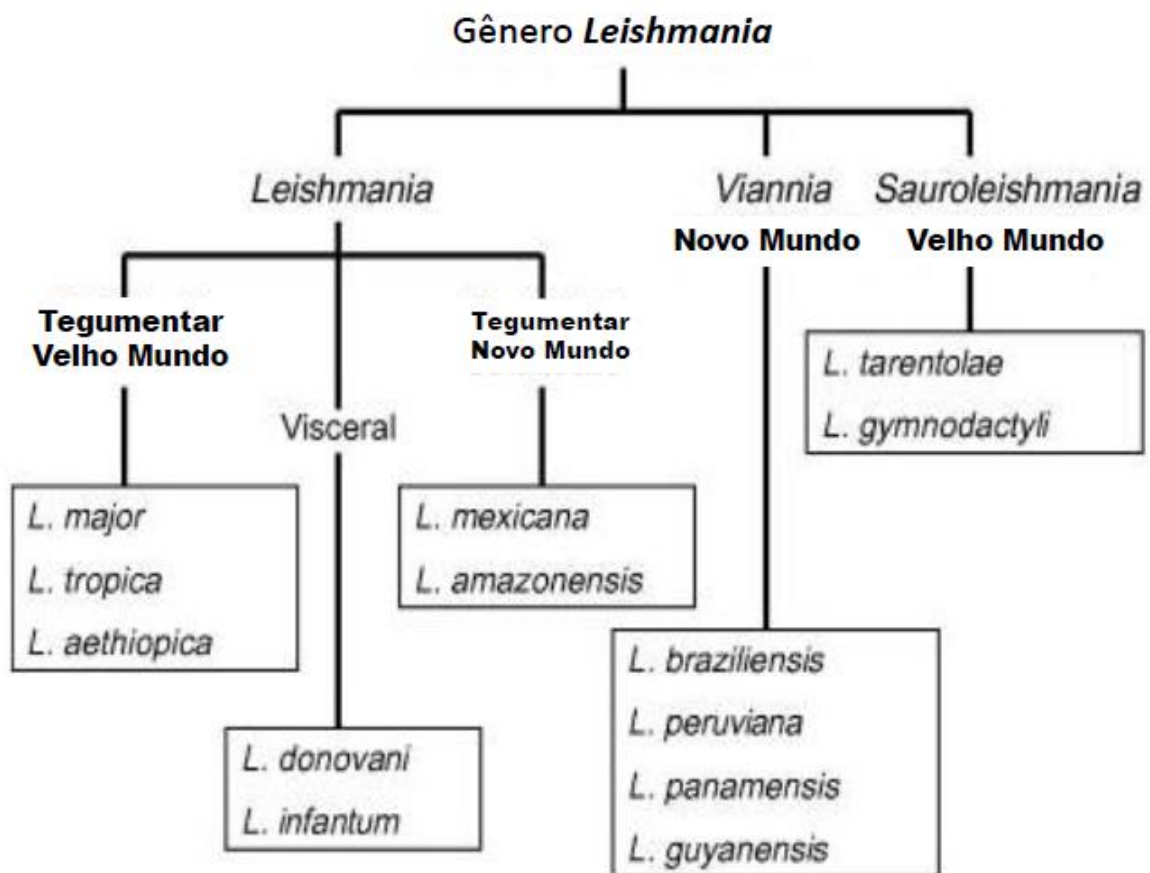 Gênero Leishmania
Leishmania
Viannia
Sauroleishmania
Novo Mundo
Velho Mundo
Tegumentar
Velho Mundo
Tegumentar
Novo Mundo
Visceral
L. tarentolae
L. gymnodactyli
L. major
L. tropica
L. aethiopica
L. mexicana
L. amazonensis
L. donovani
L. infantum
L. braziliensis
L. peruviana
L. panamensis
L. guyanensis